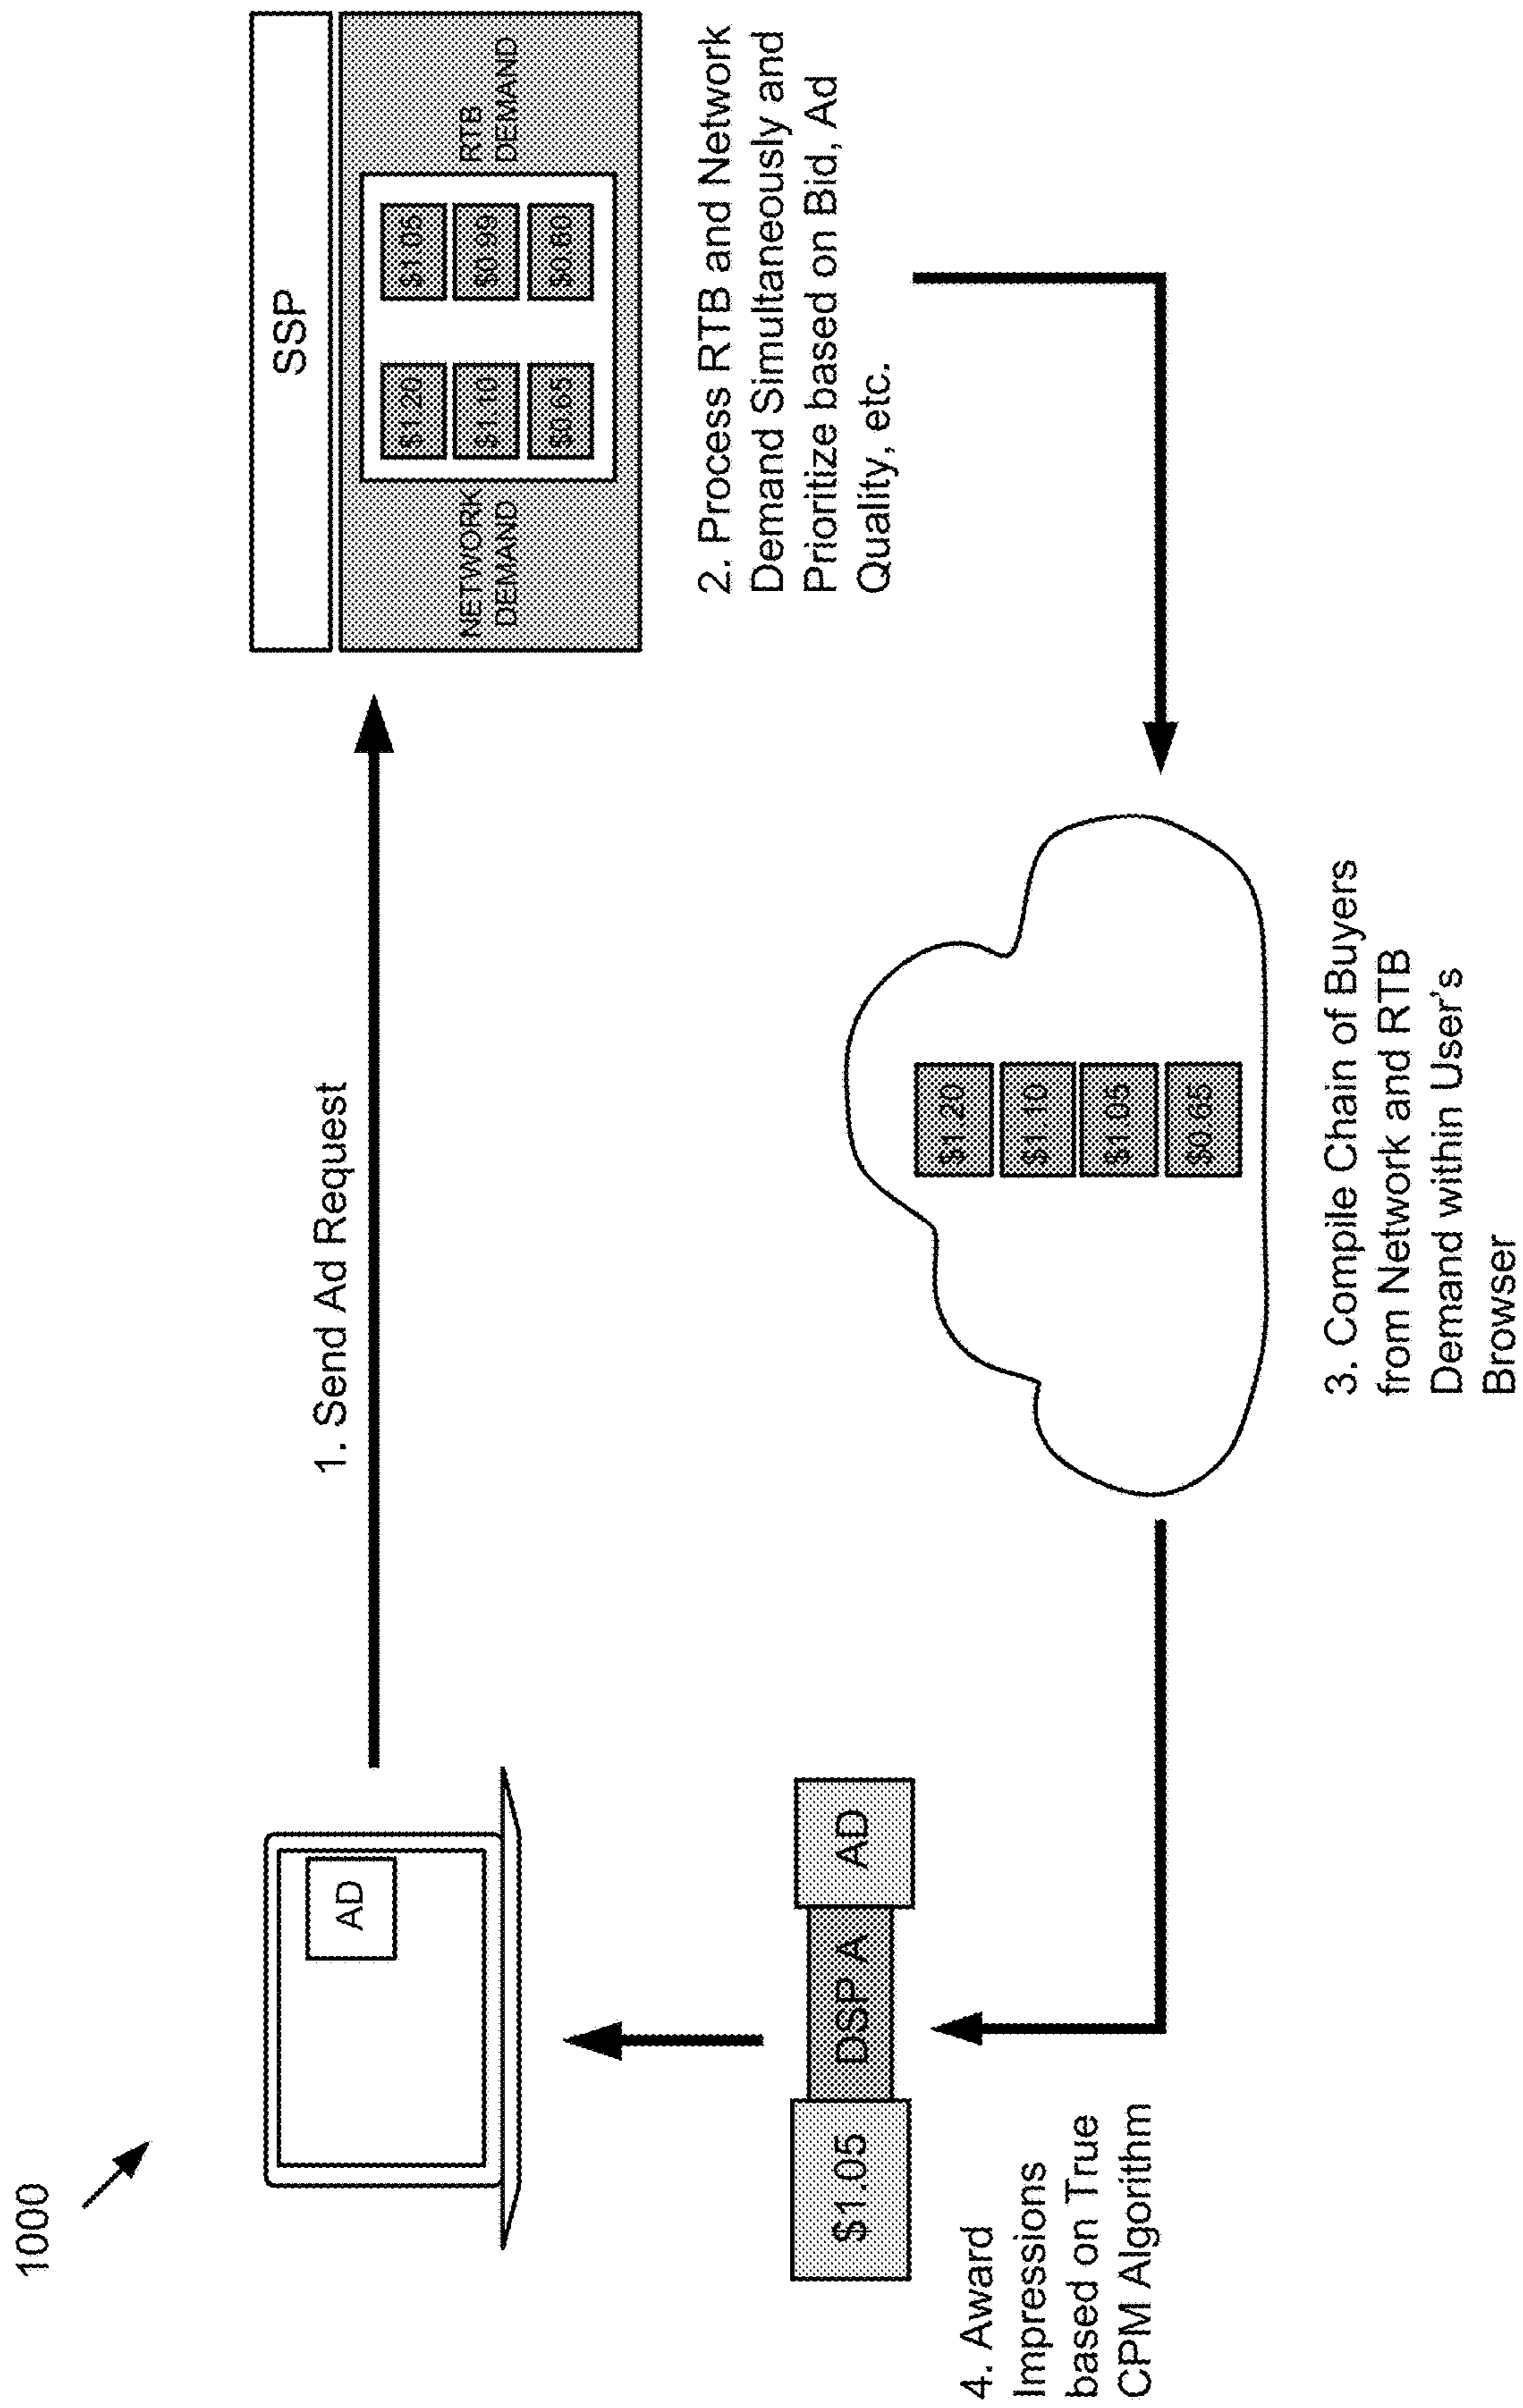 1000
AD
1. Send Ad Request
SSP
NETWORK
DEMAND
$1.20
$1.10
$0.65
$1.05
$0.99
$0.80
RTB
DEMAND
2. Process RTB and Network
Demand Simultaneously and
Prioritize based on Bid, Ad
Quality, etc.
$1.20
$1.10
$1.05
$0.65
3. Compile Chain of Buyers
from Network and RTB
Demand within User's
Browser
$1.05
DSP A
AD
4. Award
Impressions
based on True
CPM Algorithm